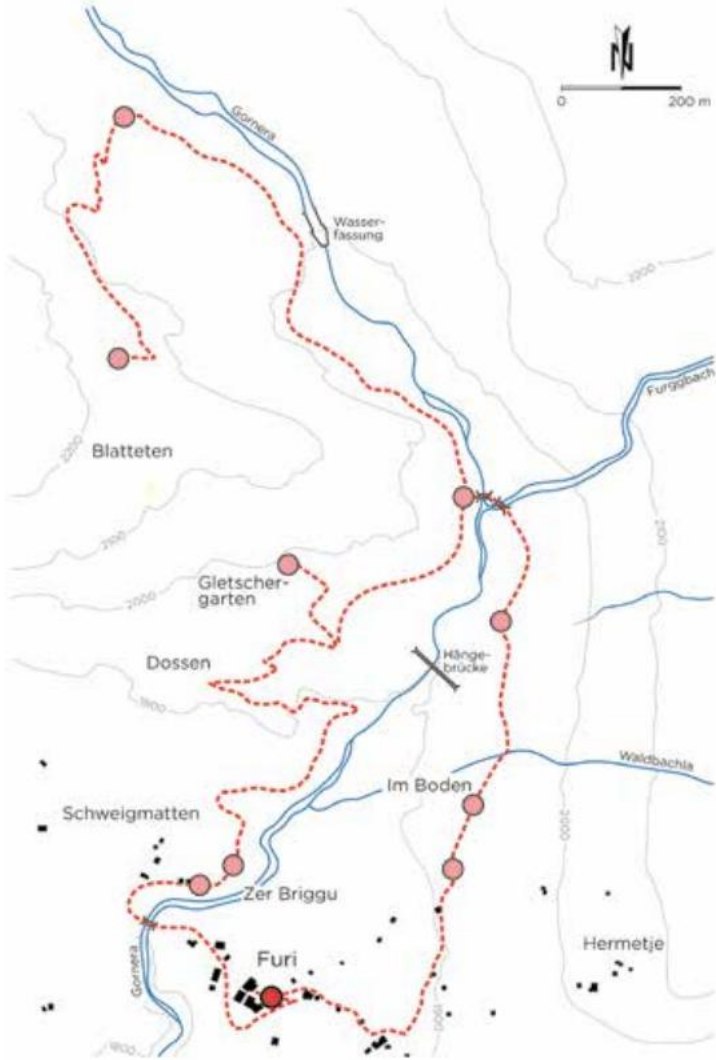 N
0 200 m
Gornera
Wasser-
fassung
2200
Furggbach
Blatteten
2200
2100
2100
Gletscher-
garten
2000
Dossen
Hänge-
brücke
1900
Waldbachla
Im Boden
Schweigmatten
2000
Zer Briggu
Hermetje
Furi
Gornera
1900
1800